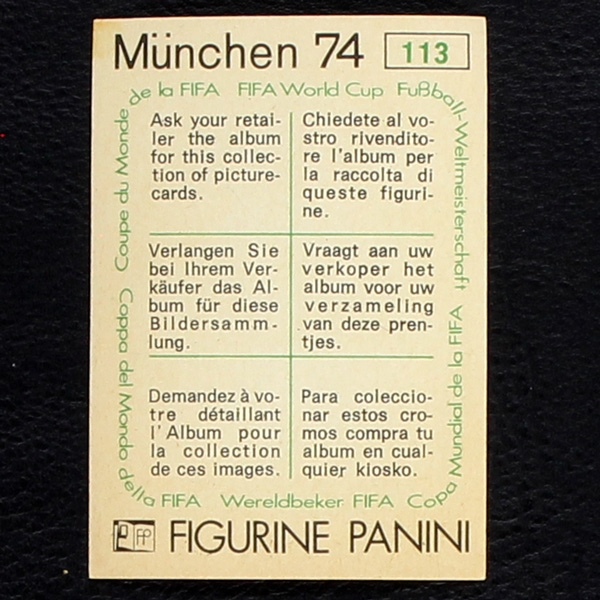 München 74 113
Coupe du Monde de la FIFA FIFA World Cup Fußball-Weltmeisterschaft
Ask your retai-
ler the album
for this collec-
tion of picture-
cards.
Chiedete al vo-
stro rivendito-
re l'album per
la raccolta di
queste figuri-
ne.
Verlangen Sie
bei Ihrem Ver-
käufer das Al-
bum für diese
Bildersamm-
lung.
Vraagt aan uw
verkoper het
album voor uw
verzameling
van deze pren-
tjes.
Demandez à vo-
tre détaillant
l'Album pour
la collection
de ces images.
Para coleccio-
nar estos cro-
mos compra tu
album en cual-
quier kiosko.
Coppa del Mondo della FIFA Wereldbeker FIFA Copa Mundial de la FIFA
FP FIGURINE PANINI